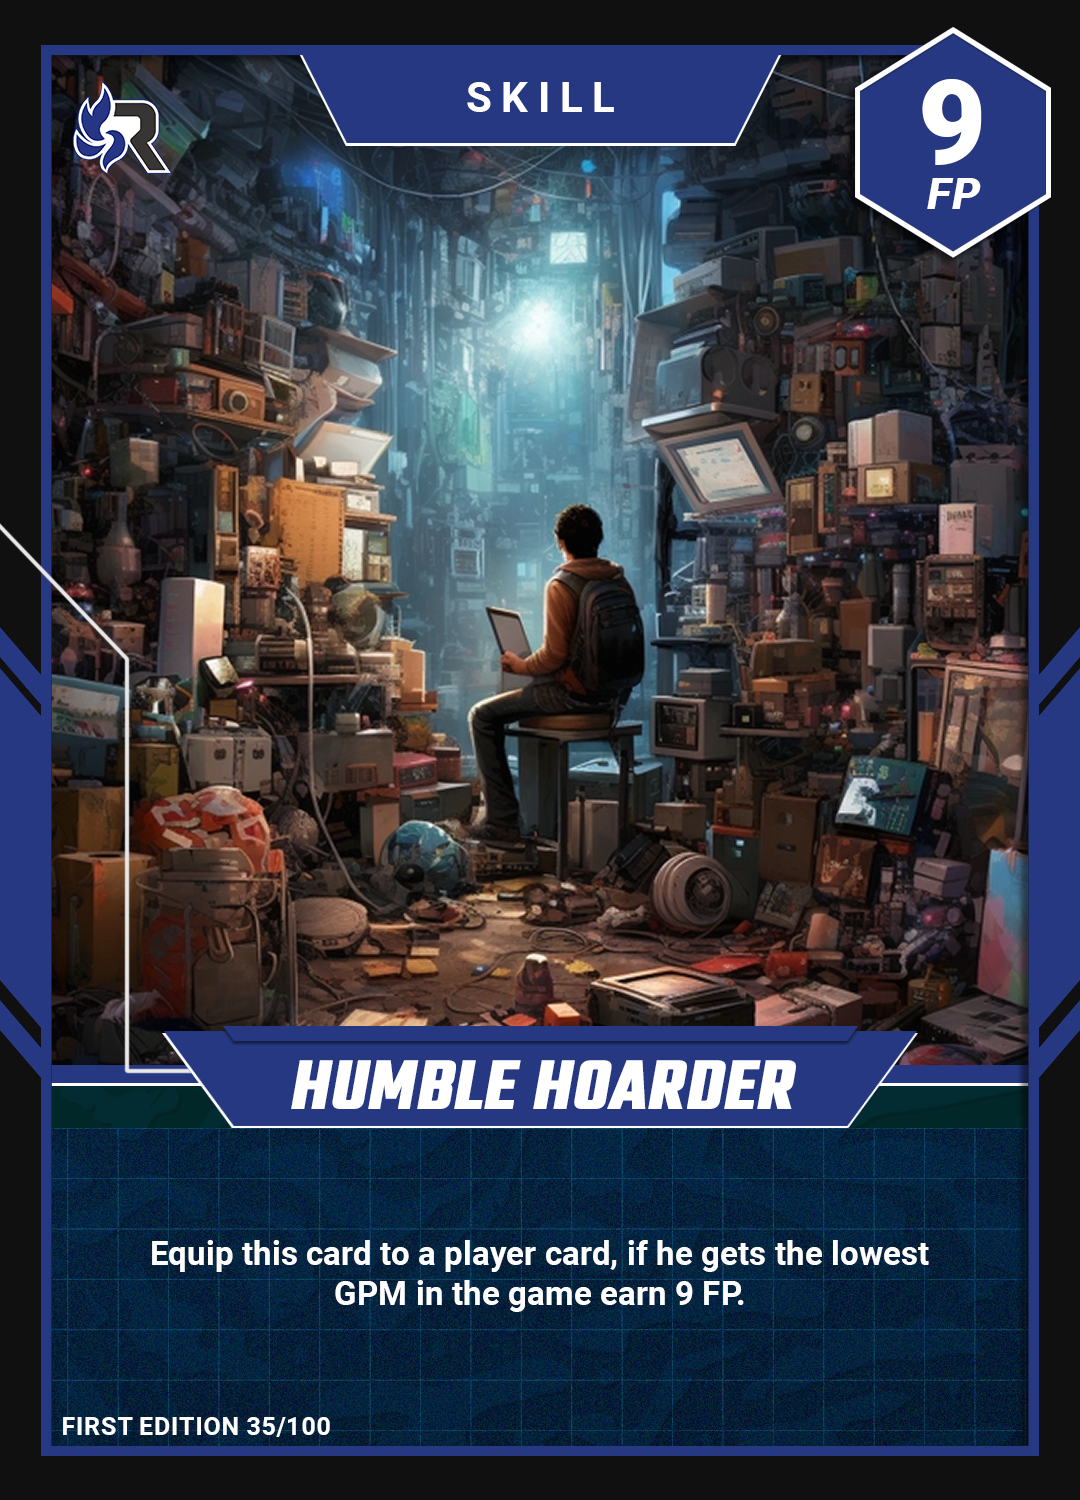 SKILL
9
FP
HUMBLE HOARDER
Equip this card to a player card, if he gets the lowest
GPM in the game earn 9 FP.
FIRST EDITION 35/100